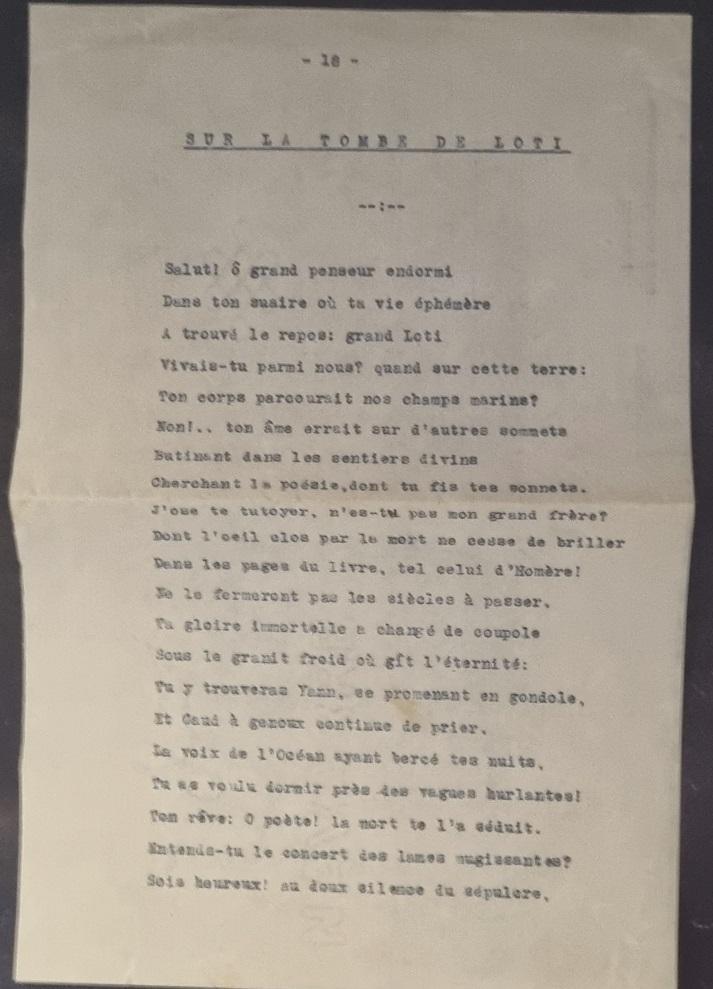 - 18 -
SUR LA TOMBE DE LOTI
--:--
Salut! ô grand penseur endormi
Dans ton suaire où ta vie éphémère
A trouvé le repos: grand Loti
Vivais-tu parmi nous? quand sur cette terre:
Ton corps parcourait nos champs marins?
Non!.. ton âme errait sur d'autres sommets
Butinant dans les sentiers divins
Cherchant la poésie,dont tu fis tes sonnets.
J'ose te tutoyer, n'es-tu pas mon grand frère?
Dont l'oeil clos par la mort ne cesse de briller
Dans les pages du livre, tel celui d'Homère!
Ne le fermeront pas les siècles à passer,
Ta gloire immortelle a changé de coupole
Sous le granit froid où gît l'éternité:
Tu y trouveras Yann, se promenant en gondole,
Et Gaud à genoux continue de prier.
La voix de l'Océan ayant bercé tes nuits,
Tu as voulu dormir près des vagues hurlantes!
Ton rêve: O poète! la mort te l'a séduit.
Entends-tu le concert des lames mugissantes?
Sois heureux! au doux silence du sépulcre,